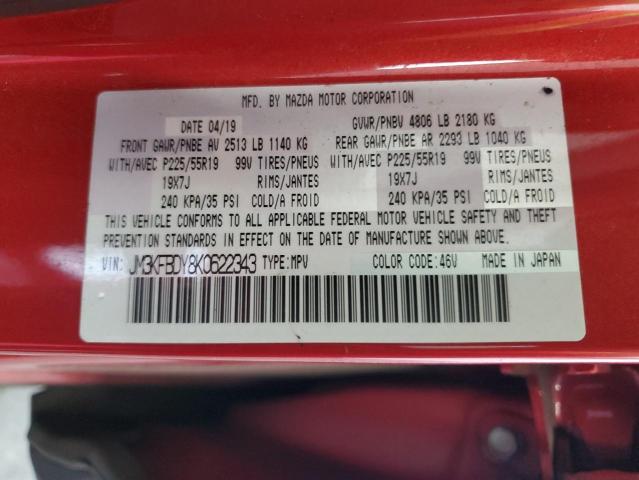 MFD. BY MAZDA MOTOR CORPORATION
DATE 04/19 GVWR/PNBV 4806 LB 2180 KG
FRONT GAWR/PNBE AV 2513 LB 1140 KG REAR GAWR/PNBE AR 2293 LB 1040 KG
WITH/AVEC P225/55R19 99V TIRES/PNEUS WITH/AVEC P225/55R19 99V TIRES/PNEUS
19X7J RIMS/JANTES 19X7J RIMS/JANTES
240 KPA/35 PSI COLD/A FROID 240 KPA/35 PSI COLD/A FROID
THIS VEHICLE CONFORMS TO ALL APPLICABLE FEDERAL MOTOR VEHICLE SAFETY AND THEFT
PREVENTION STANDARDS IN EFFECT ON THE DATE OF MANUFACTURE SHOWN ABOVE.
VIN: JM3KFBDY8K0622343 TYPE:MPV COLOR CODE:46V MADE IN JAPAN